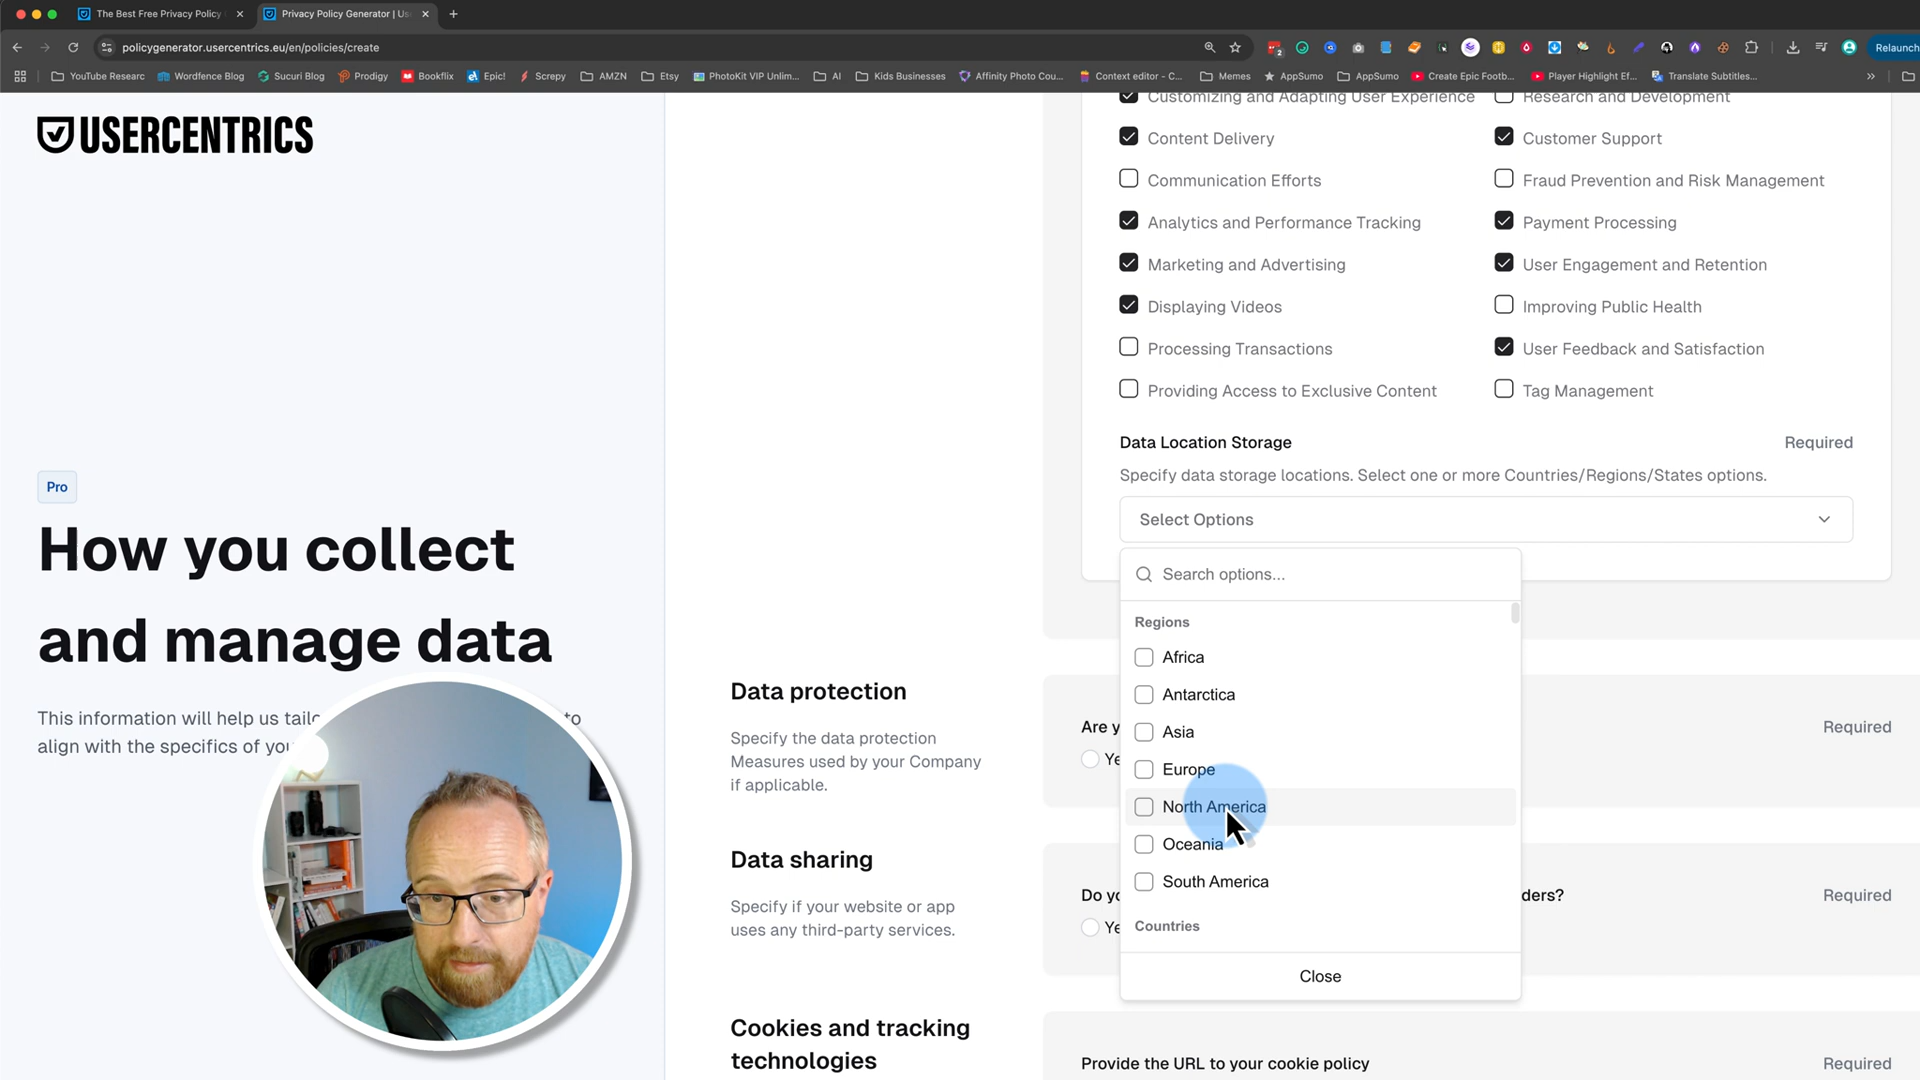 The Best Free Privacy Policy
Privacy Policy Generator | Us
policygenerator.usercentrics.eu/en/policies/create
Relaunch
YouTube Researc
Wordfence Blog
Sucuri Blog
Prodigy
Bookflix
Epic!
Screpy
AMZN
Etsy
PhotoKit VIP Unlim...
AI
Kids Businesses
Affinity Photo Cou...
Context editor - C...
Memes
AppSumo
AppSumo
Create Epic Footb...
Player Highlight Ef...
Translate Subtitles...
USERCENTRICS
Pro
How you collect
and manage data
This information will help us tail
to
align with the specifics of you
Customizing and Adapting User Experience
Research and Development
Content Delivery
Customer Support
Communication Efforts
Fraud Prevention and Risk Management
Analytics and Performance Tracking
Payment Processing
Marketing and Advertising
User Engagement and Retention
Displaying Videos
Improving Public Health
Processing Transactions
User Feedback and Satisfaction
Providing Access to Exclusive Content
Tag Management
Data Location Storage
Required
Specify data storage locations. Select one or more Countries/Regions/States options.
Select Options
Search options...
Regions
Africa
Antarctica
Asia
Europe
North America
Oceania
South America
Countries
Close
Data protection
Specify the data protection
Measures used by your Company
if applicable.
Are y
Required
Ye
Data sharing
Specify if your website or app
uses any third-party services.
Do yo
ders?
Required
Ye
Cookies and tracking
technologies
Provide the URL to your cookie policy
Required